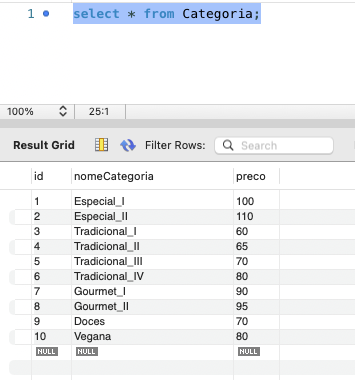 1 select * from Categoria;
100% 25:1
Result Grid Filter Rows: Search
id nomeCategoria preco
1 Especial_I 100
2 Especial_II 110
3 Tradicional_I 60
4 Tradicional_II 65
5 Tradicional_III 70
6 Tradicional_IV 80
7 Gourmet_I 90
8 Gourmet_II 95
9 Doces 70
10 Vegana 80
NULL NULL NULL